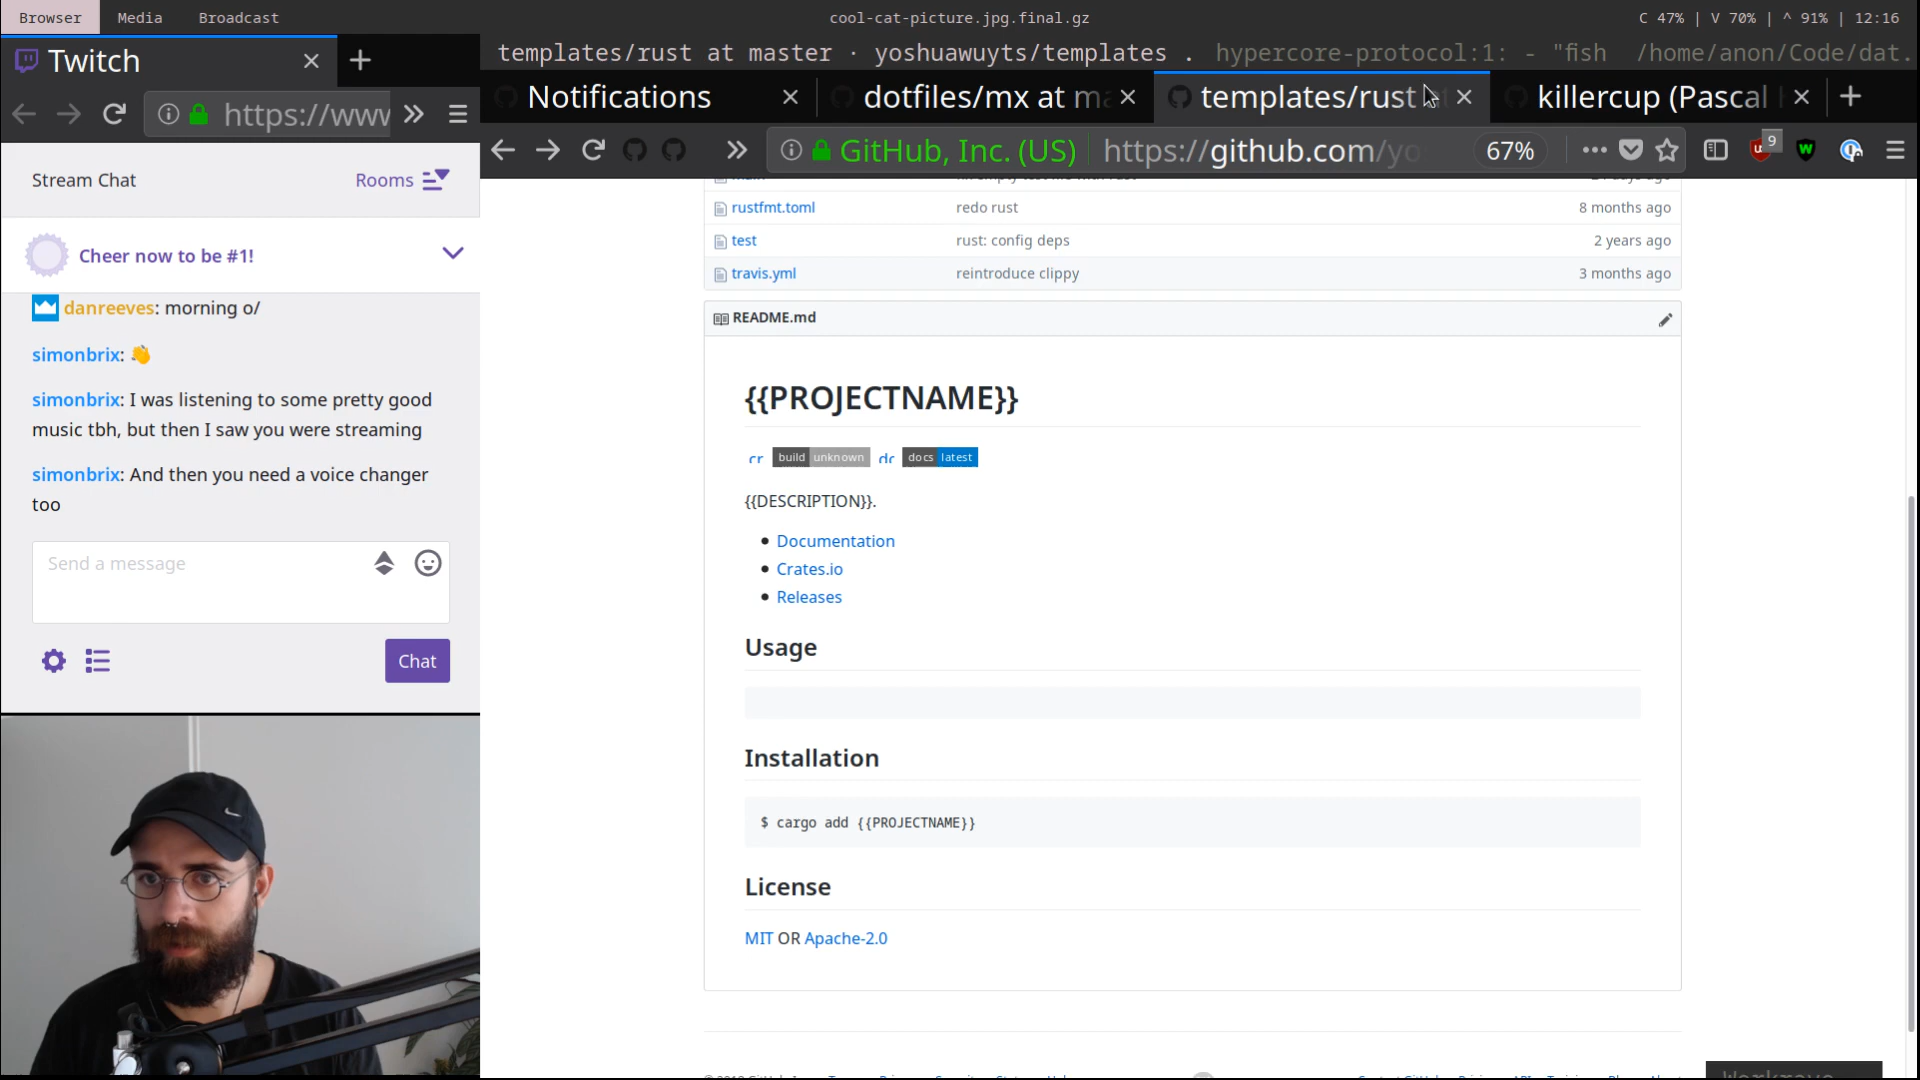 Browser Media Broadcast
cool-cat-picture.jpg.final.gz
C 47% | V 70% | ^ 91% | 12:16
Twitch
https://www
Stream Chat
Rooms
Cheer now to be #1!
danreeves: morning o/
simonbrix: 👋
simonbrix: I was listening to some pretty good
music tbh, but then I saw you were streaming
simonbrix: And then you need a voice changer
too
Send a message
Chat
templates/rust at master · yoshuawuyts/templates .
hypercore-protocol:1: - "fish /home/anon/Code/dat.
Notifications
dotfiles/mx at ma
templates/rust
killercup (Pascal
GitHub, Inc. (US)
https://github.com/yo
67%
9
rustfmt.toml redo rust 8 months ago
test rust: config deps 2 years ago
travis.yml reintroduce clippy 3 months ago
README.md
{{PROJECTNAME}}
cr build unknown dc docs latest
{{DESCRIPTION}}.
• Documentation
• Crates.io
• Releases
Usage
Installation
$ cargo add {{PROJECTNAME}}
License
MIT OR Apache-2.0